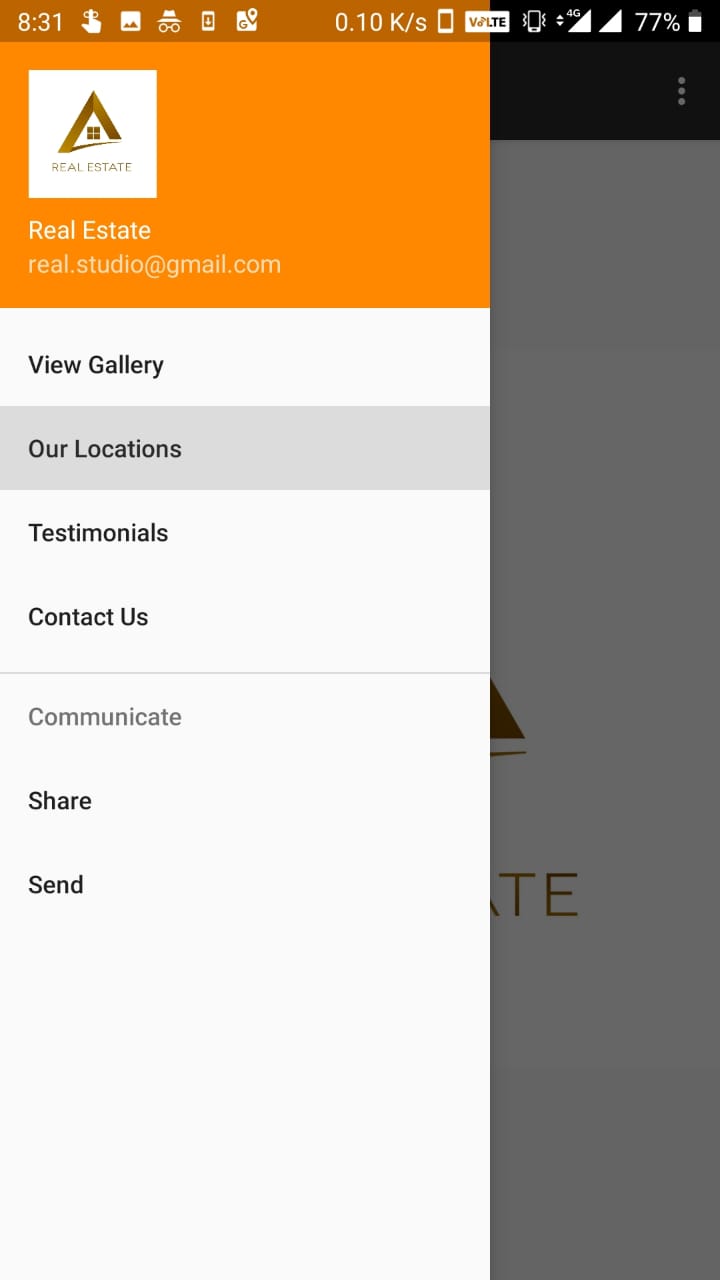 8:31 0.10 K/s VoLTE 4G 77%
REAL ESTATE
Real Estate
real.studio@gmail.com
View Gallery
Our Locations
Testimonials
Contact Us
Communicate
Share
Send
TE